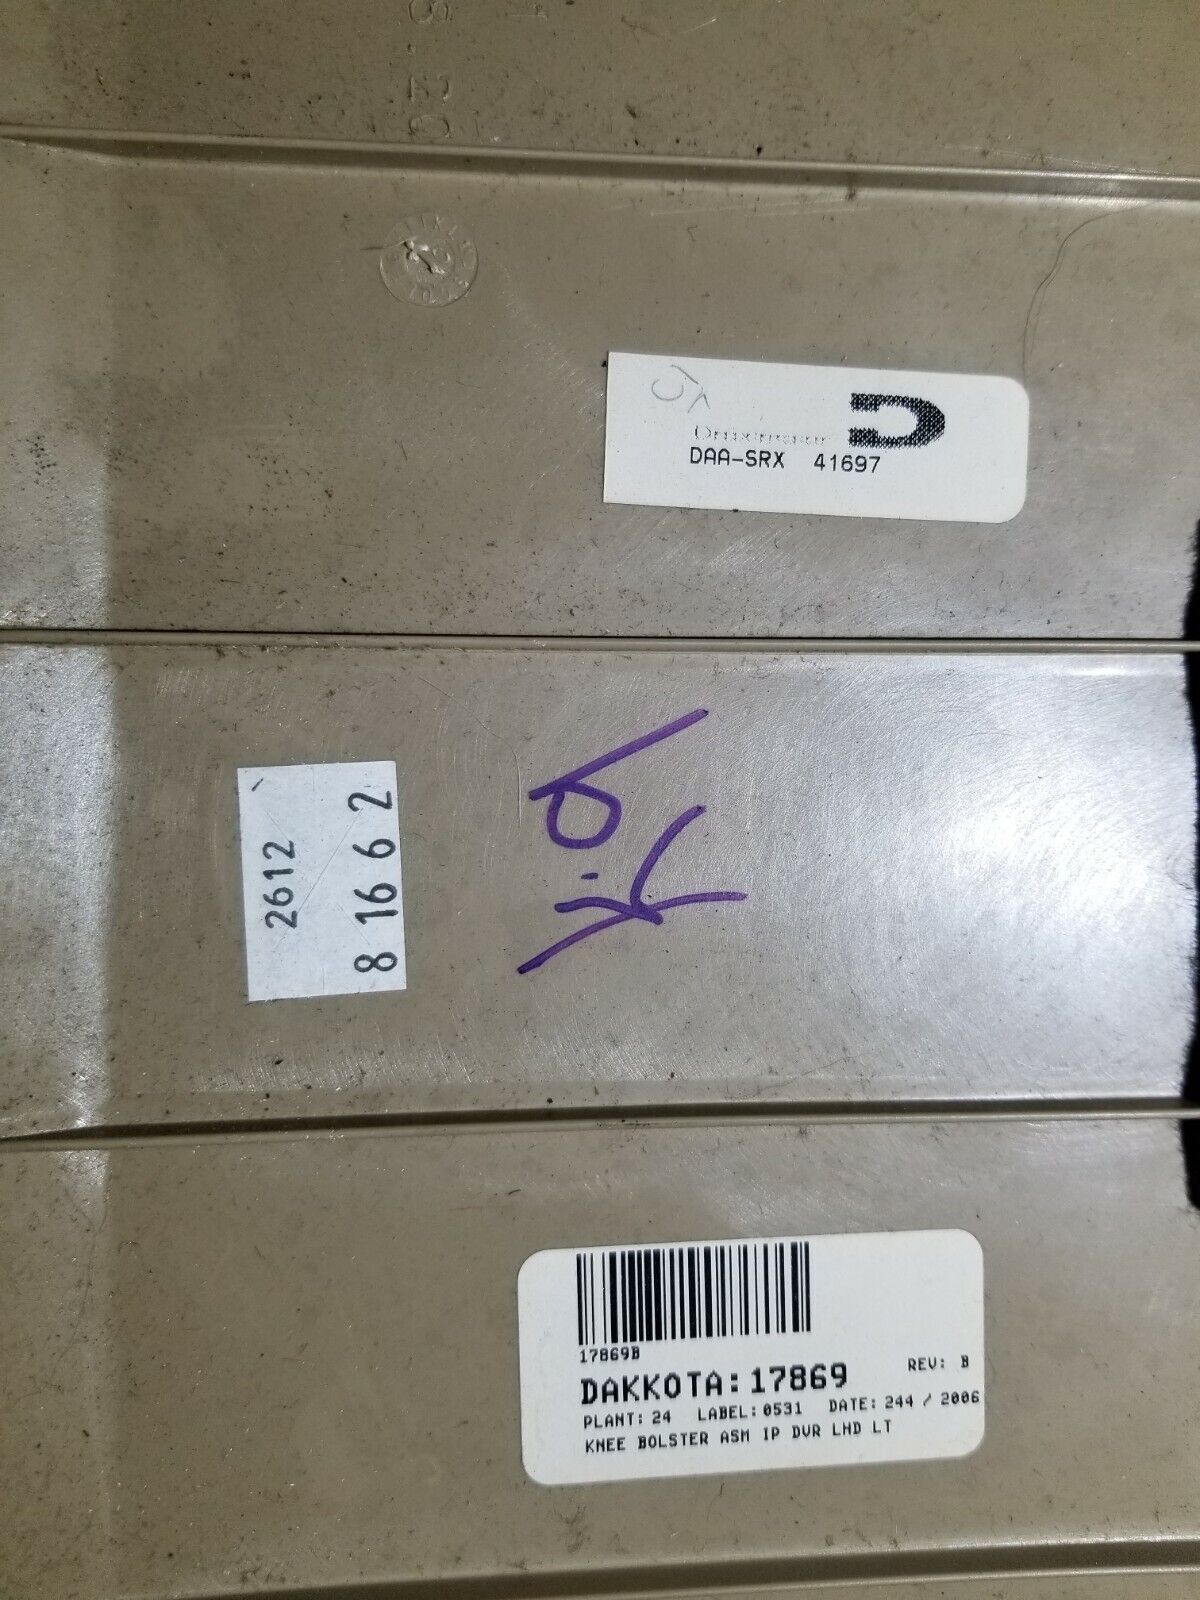 DAA-SRX 41697
2612
8 16 6 2
17869B
DAKKOTA:17869 REV: B
PLANT: 24 LABEL: 0531 DATE: 244 / 2006
KNEE BOLSTER ASM IP DVR LHD LT